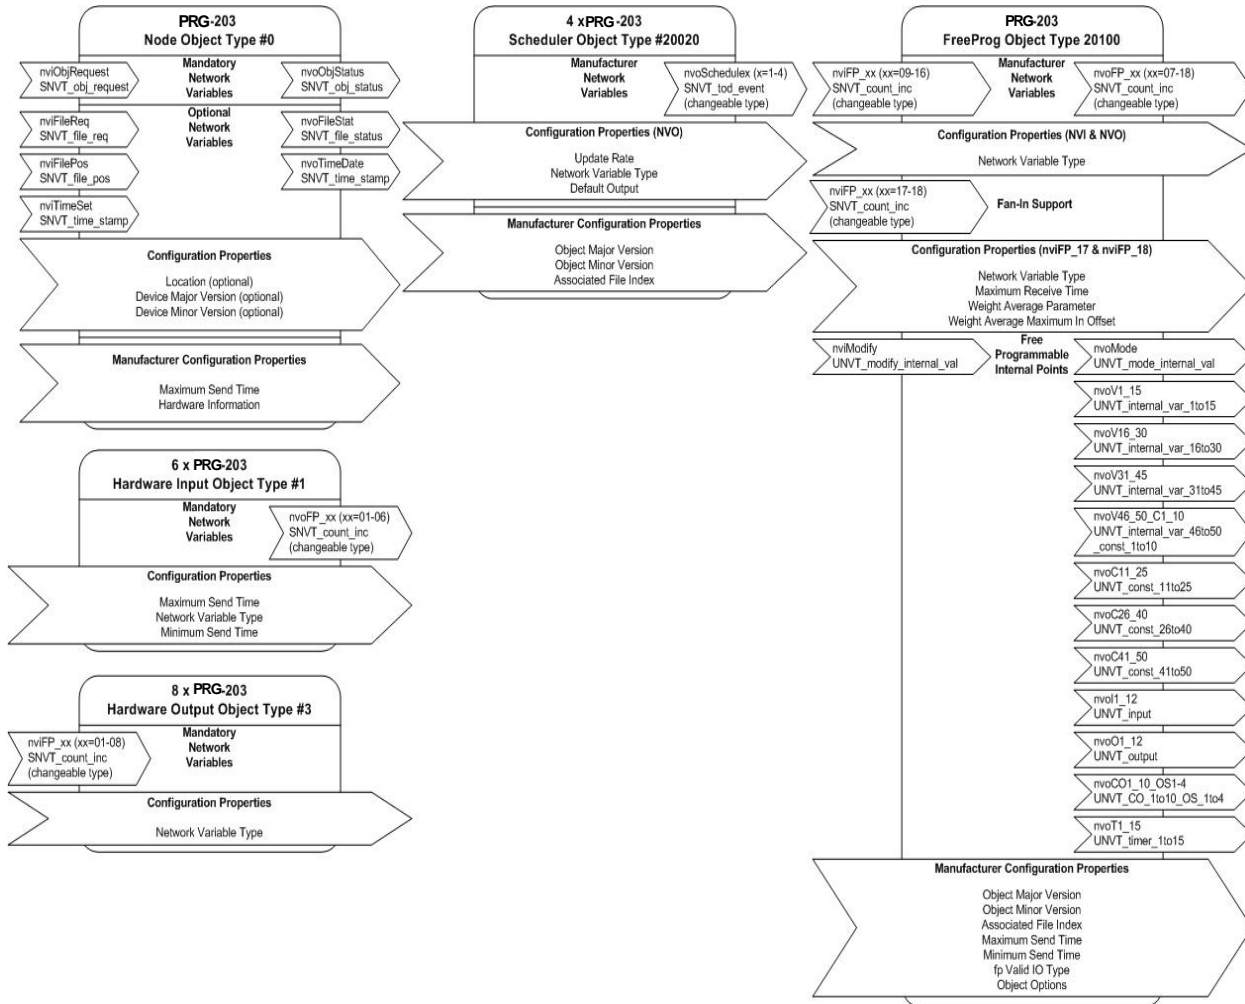 PRG-203
Node Object Type #0
Mandatory
Network
Variables
nviObjRequest
SNVT_obj_request
nvoObjStatus
SNVT_obj_status
Optional
Network
Variables
nviFileReq
SNVT_file_req
nvoFileStat
SNVT_file_status
nviFilePos
SNVT_file_pos
nvoTimeDate
SNVT_time_stamp
nviTimeSet
SNVT_time_stamp
Configuration Properties
Location (optional)
Device Major Version (optional)
Device Minor Version (optional)
Manufacturer Configuration Properties
Maximum Send Time
Hardware Information
6 x PRG-203
Hardware Input Object Type #1
Mandatory
Network
Variables
nvoFP_xx (xx=01-06)
SNVT_count_inc
(changeable type)
Configuration Properties
Maximum Send Time
Network Variable Type
Minimum Send Time
8 x PRG-203
Hardware Output Object Type #3
Mandatory
Network
Variables
nviFP_xx (xx=01-08)
SNVT_count_inc
(changeable type)
Configuration Properties
Network Variable Type
4 xPRG-203
Scheduler Object Type #20020
Manufacturer
Network
Variables
nvoSchedulex (x=1-4)
SNVT_tod_event
(changeable type)
Configuration Properties (NVO)
Update Rate
Network Variable Type
Default Output
Manufacturer Configuration Properties
Object Major Version
Object Minor Version
Associated File Index
PRG-203
FreeProg Object Type 20100
nviFP_xx (xx=09-16)
SNVT_count_inc
(changeable type)
Manufacturer
Network
Variables
nvoFP_xx (xx=07-18)
SNVT_count_inc
(changeable type)
Configuration Properties (NVI & NVO)
Network Variable Type
nviFP_xx (xx=17-18)
SNVT_count_inc
(changeable type)
Fan-In Support
Configuration Properties (nviFP_17 & nviFP_18)
Network Variable Type
Maximum Receive Time
Weight Average Parameter
Weight Average Maximum In Offset
nviModify
UNVT_modify_internal_val
Free
Programmable
Internal Points
nvoMode
UNVT_mode_internal_val
nvoV1_15
UNVT_internal_var_1to15
nvoV16_30
UNVT_internal_var_16to30
nvoV31_45
UNVT_internal_var_31to45
nvoV46_50_C1_10
UNVT_internal_var_46to50
_const_1to10
nvoC11_25
UNVT_const_11to25
nvoC26_40
UNVT_const_26to40
nvoC41_50
UNVT_const_41to50
nvoI1_12
UNVT_input
nvoO1_12
UNVT_output
nvoCO1_10_OS1-4
UNVT_CO_1to10_OS_1to4
nvoT1_15
UNVT_timer_1to15
Manufacturer Configuration Properties
Object Major Version
Object Minor Version
Associated File Index
Maximum Send Time
Minimum Send Time
fp Valid IO Type
Object Options